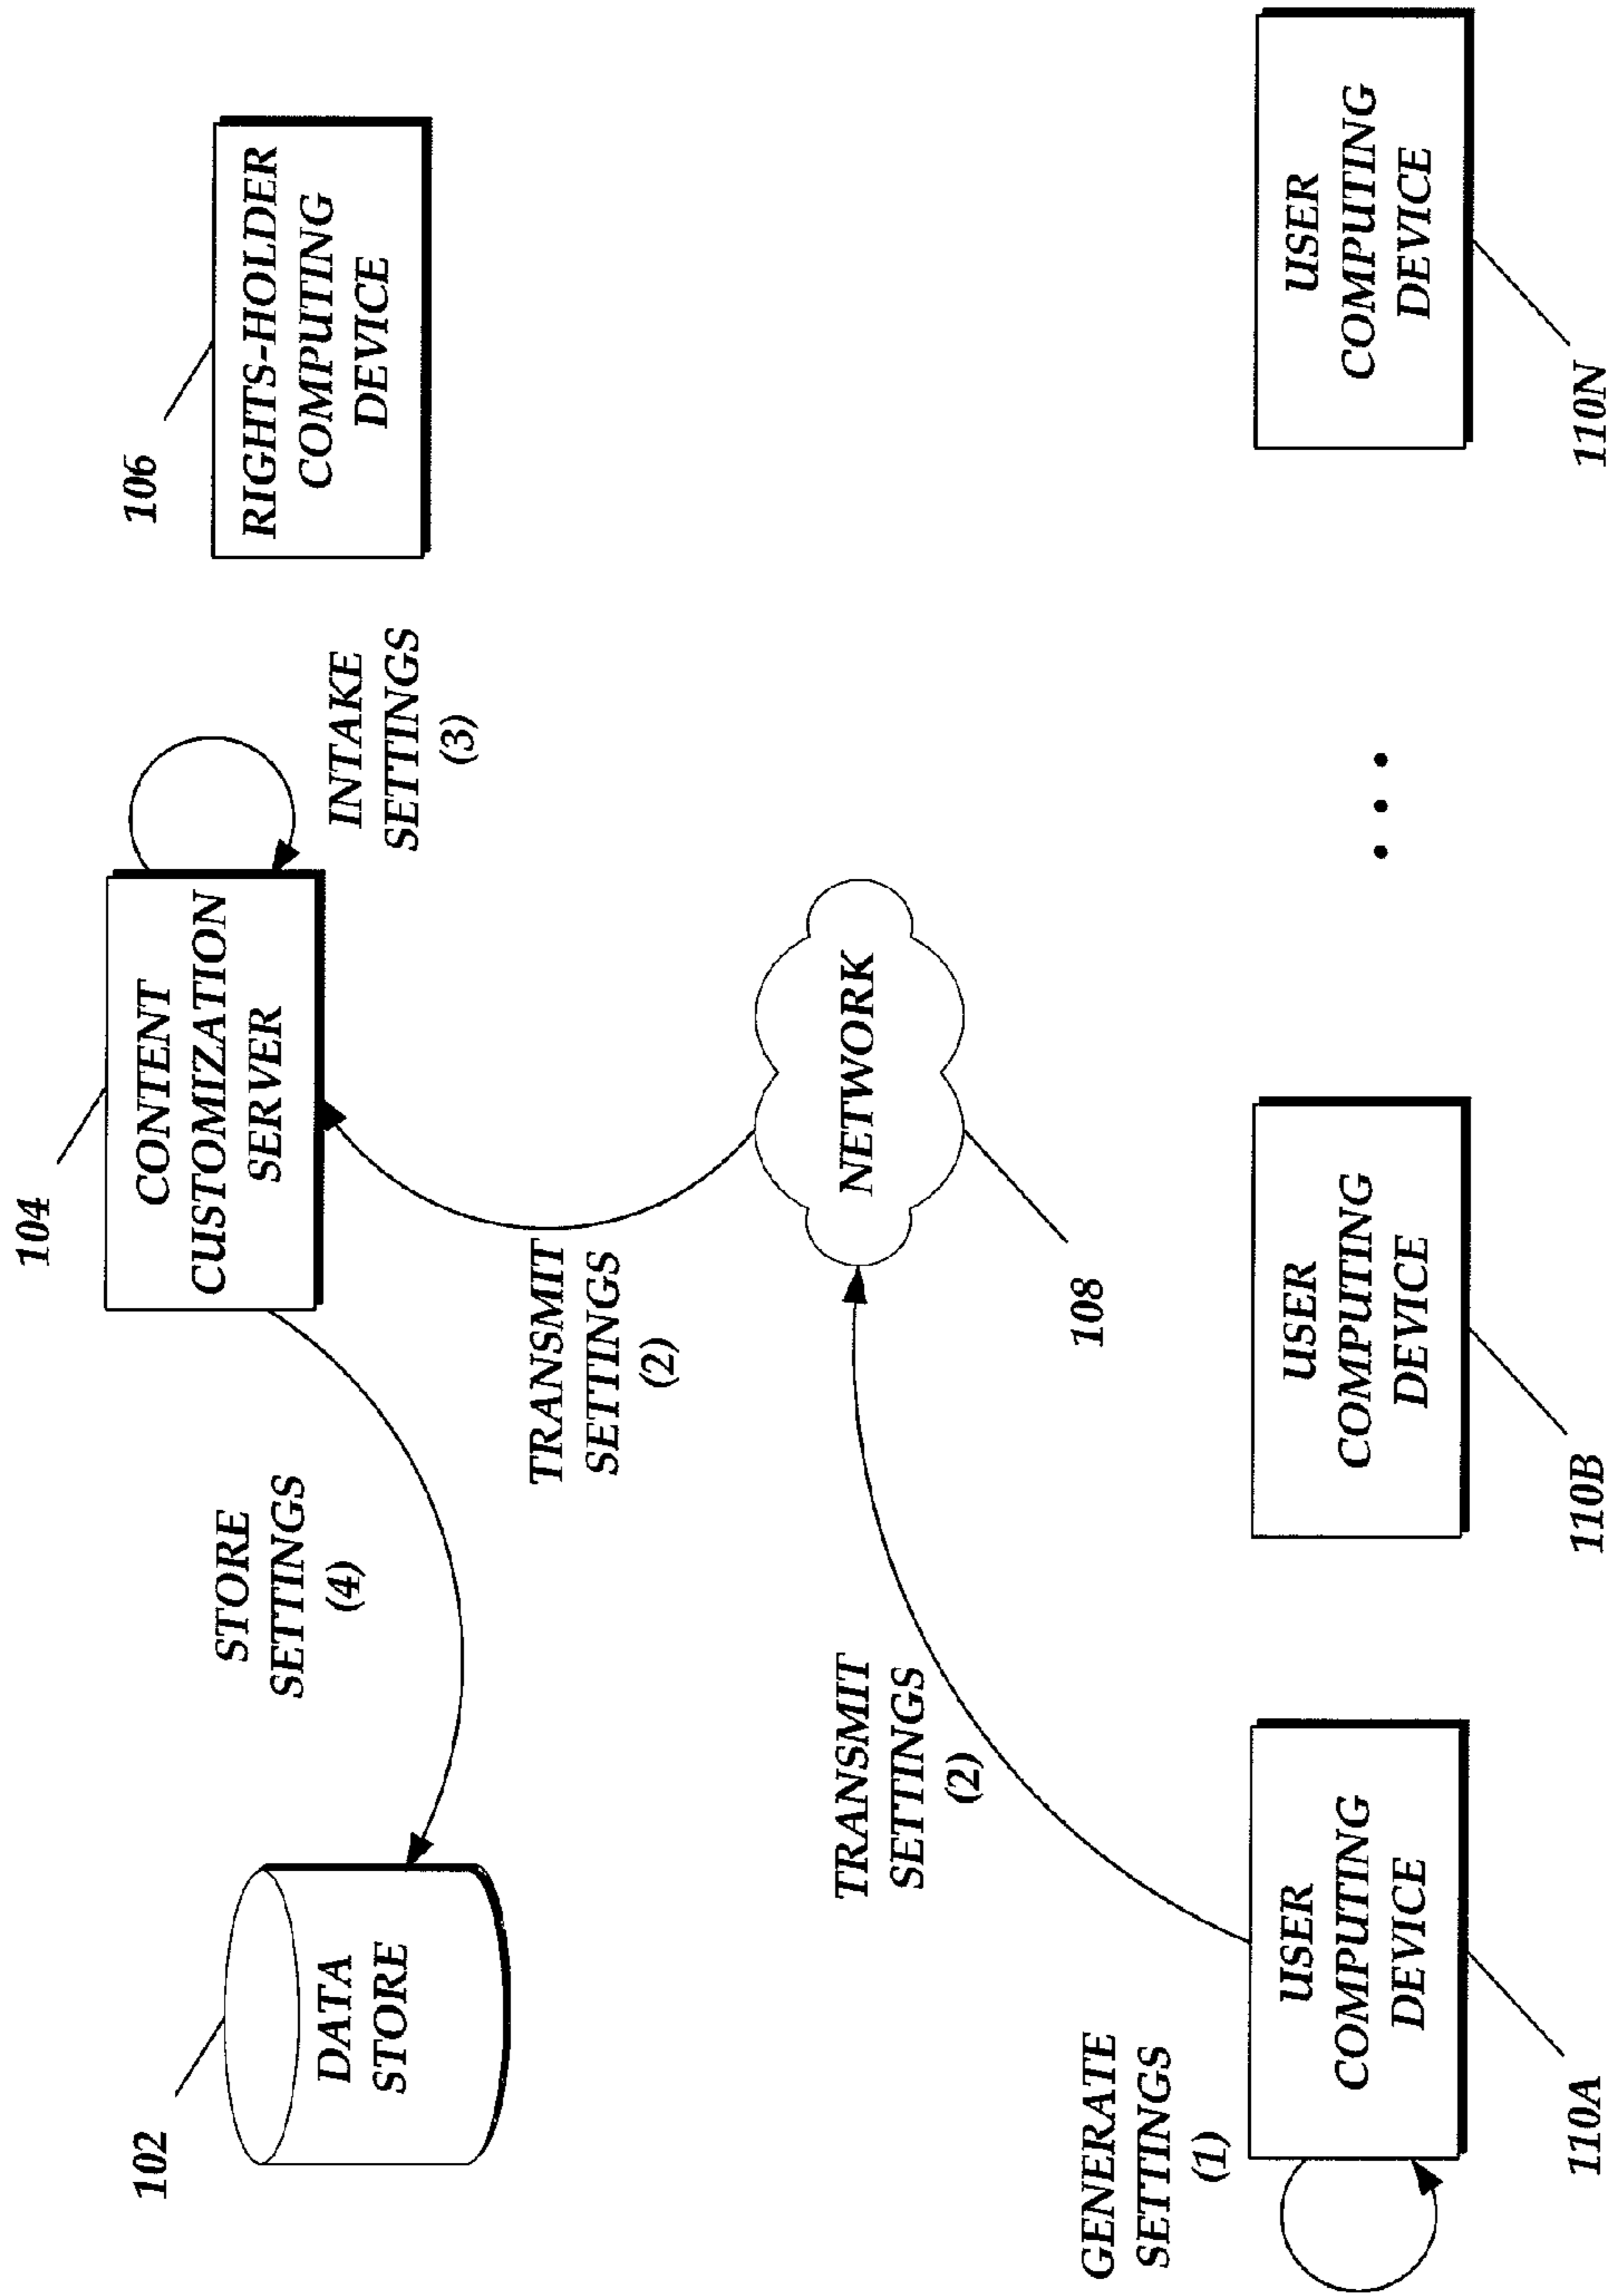 102
DATA
STORE
STORE
SETTINGS
(4)
104
CONTENT
CUSTOMIZATION
SERVER
INTAKE
SETTINGS
(3)
106
RIGHTS-HOLDER
COMPUTING
DEVICE
TRANSMIT
SETTINGS
(2)
NETWORK
108
TRANSMIT
SETTINGS
(2)
GENERATE
SETTINGS
(1)
USER
COMPUTING
DEVICE
110A
USER
COMPUTING
DEVICE
110B
USER
COMPUTING
DEVICE
110N